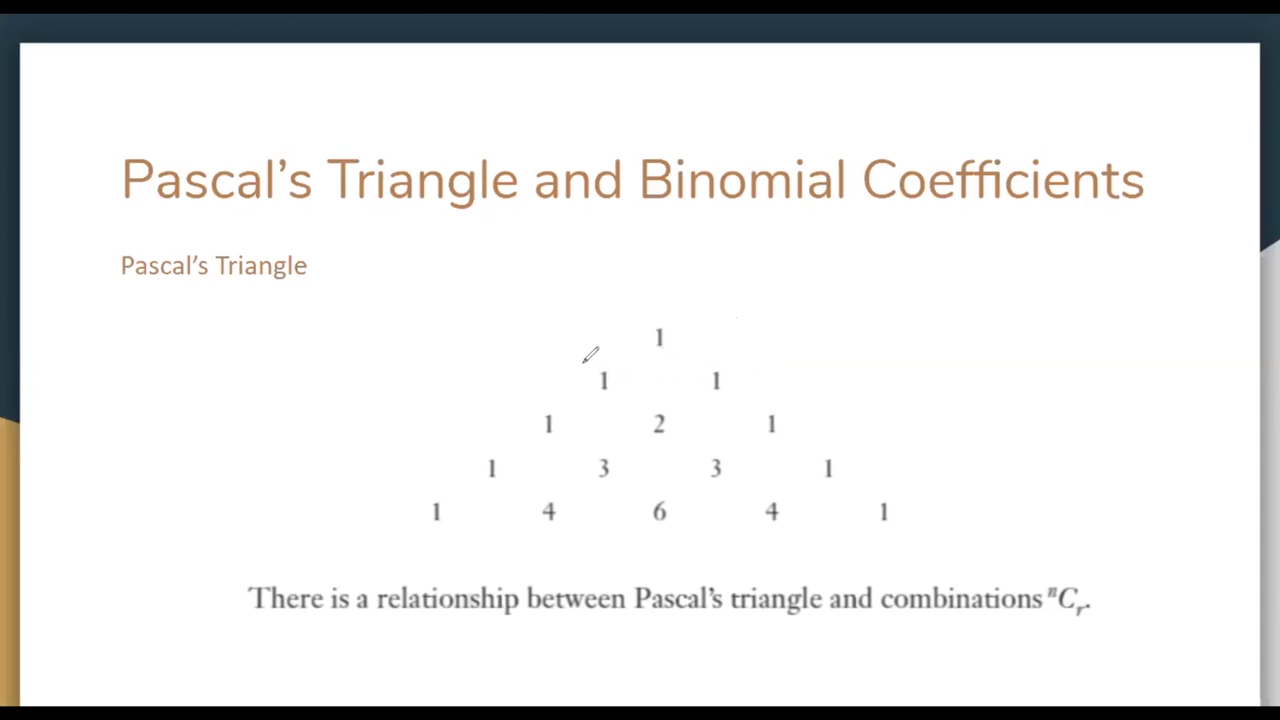 Pascal’s Triangle and Binomial Coefficients
Pascal’s Triangle
1
1 1
1 2 1
1 3 3 1
1 4 6 4 1
There is a relationship between Pascal’s triangle and combinations ⁿCᵣ.